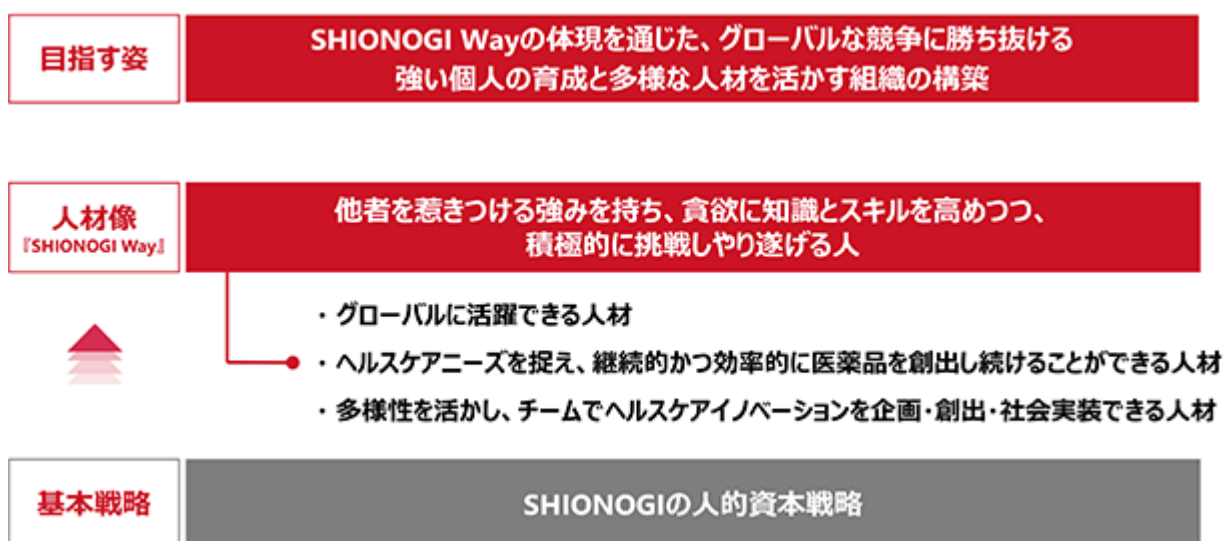 目指す姿
SHIONOGI Wayの体現を通じた、グローバルな競争に勝ち抜ける
強い個人の育成と多様な人材を活かす組織の構築
人材像
『SHIONOGI Way』
他者を惹きつける強みを持ち、貪欲に知識とスキルを高めつつ、
積極的に挑戦しやり遂げる人
・グローバルに活躍できる人材
・ヘルスケアニーズを捉え、継続的かつ効率的に医薬品を創出し続けることができる人材
・多様性を活かし、チームでヘルスケアイノベーションを企画・創出・社会実装できる人材
基本戦略
SHIONOGIの人的資本戦略